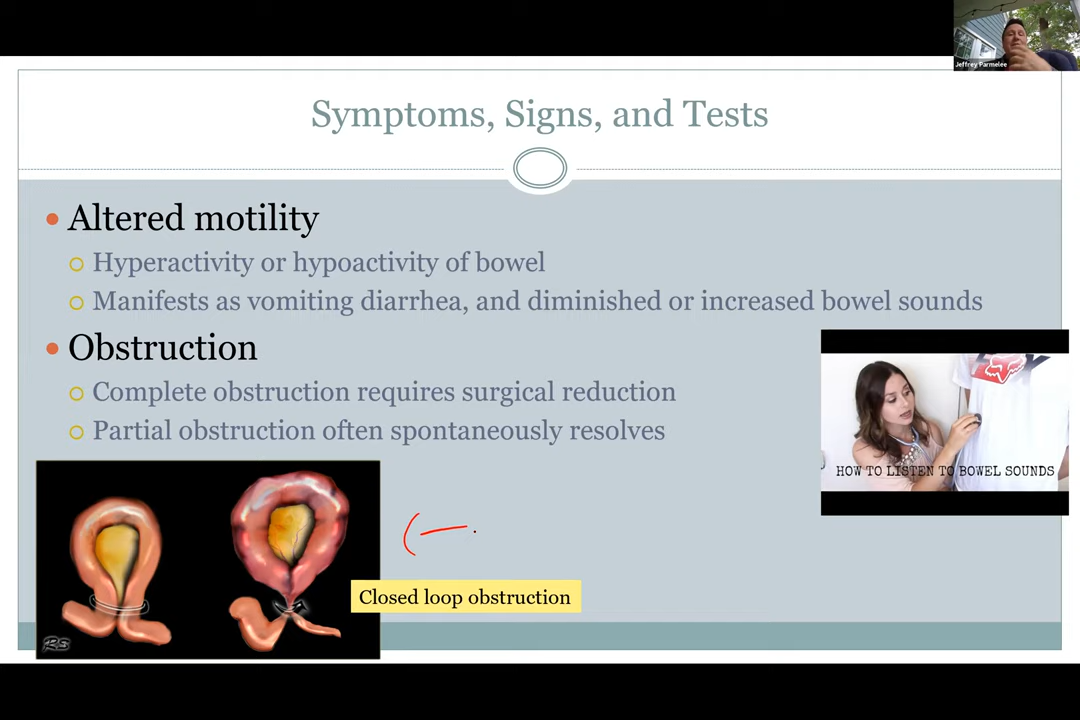 Jeffrey Parmelee
Symptoms, Signs, and Tests
Altered motility
Hyperactivity or hypoactivity of bowel
Manifests as vomiting diarrhea, and diminished or increased bowel sounds
Obstruction
Complete obstruction requires surgical reduction
Partial obstruction often spontaneously resolves
HOW TO LISTEN TO BOWEL SOUNDS
Closed loop obstruction